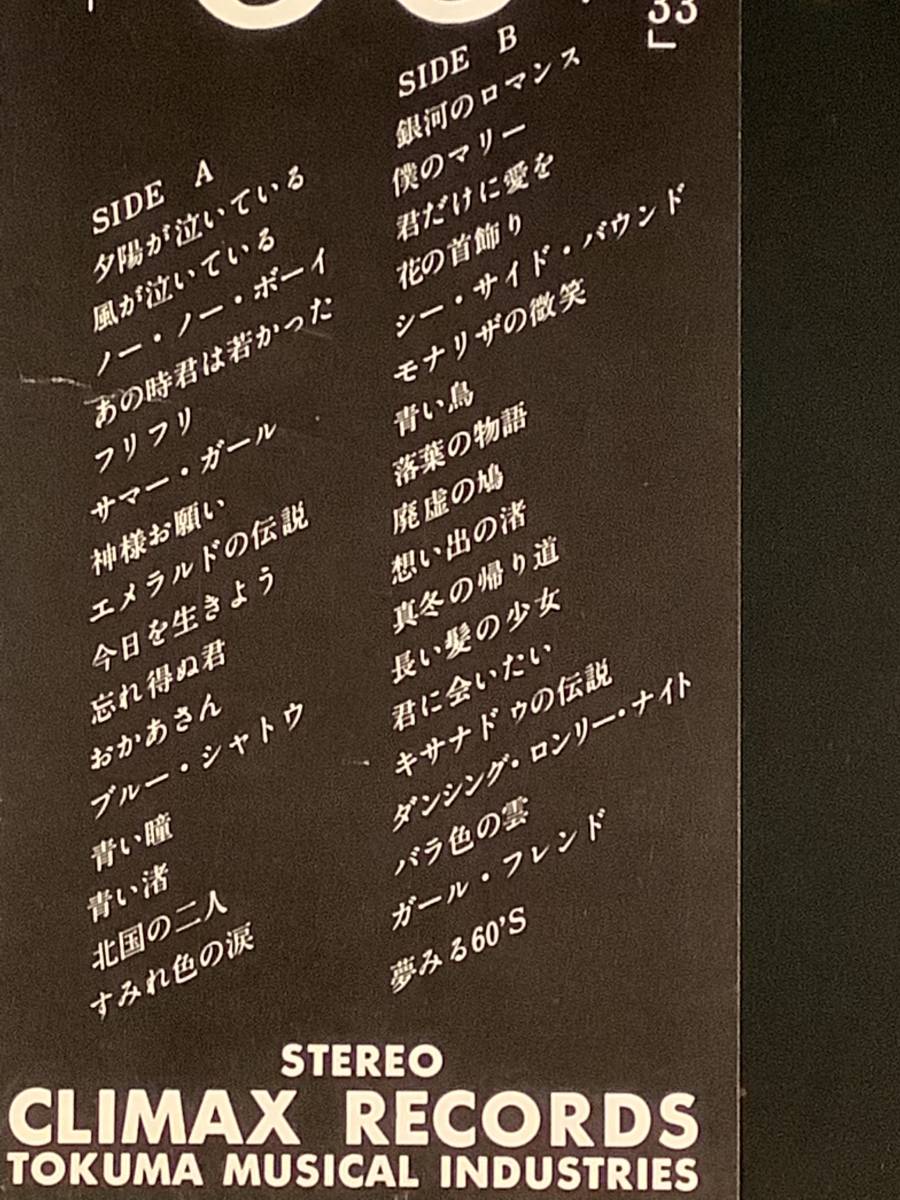 33
」
SIDE A
夕陽が泣いている
風が泣いている
ノー・ノー・ボーイ
あの時君は若かった
フリフリ
サマー・ガール
神様お願い
エメラルドの伝説
今日を生きよう
忘れ得ぬ君
おかあさん
ブルー・シャトウ
青い瞳
青い渚
北国の二人
すみれ色の涙
SIDE B
銀河のロマンス
僕のマリー
君だけに愛を
花の首飾り
シー・サイド・バウンド
モナリザの微笑
青い鳥
落葉の物語
廃虚の鳩
想い出の渚
真冬の帰り道
長い髪の少女
君に会いたい
キサナドゥの伝説
ダンシング・ロンリー・ナイト
バラ色の雲
ガール・フレンド
夢みる60'S
STEREO
CLIMAX RECORDS
TOKUMA MUSICAL INDUSTRIES